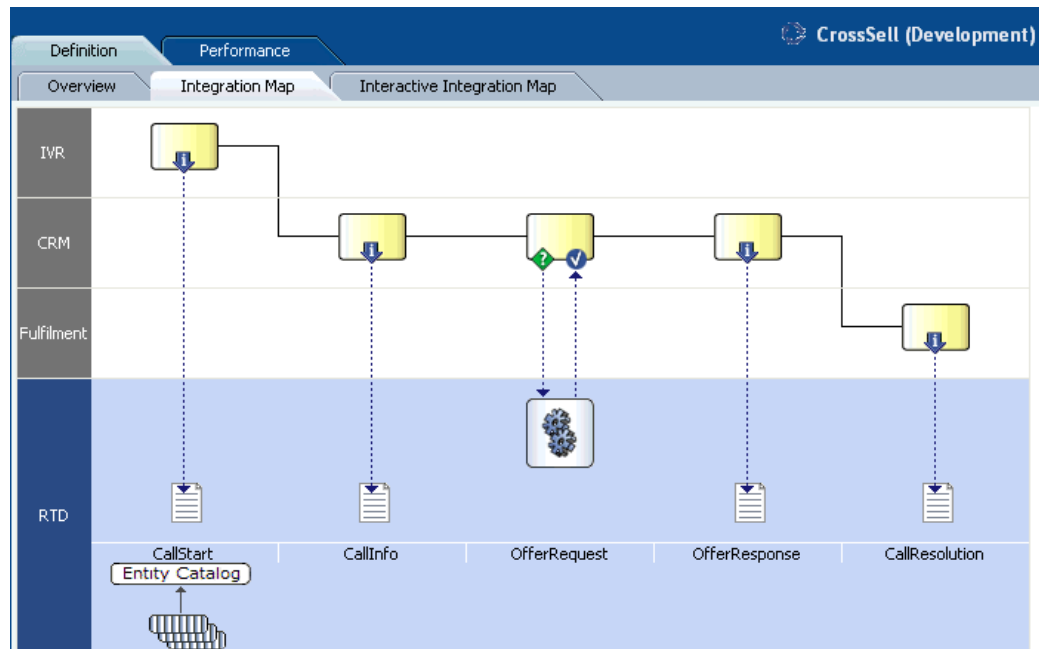 CrossSell (Development)
Definition
Performance
Overview
Integration Map
Interactive Integration Map
IVR
CRM
Fulfilment
RTD
CallStart
CallInfo
OfferRequest
OfferResponse
CallResolution
Entity Catalog